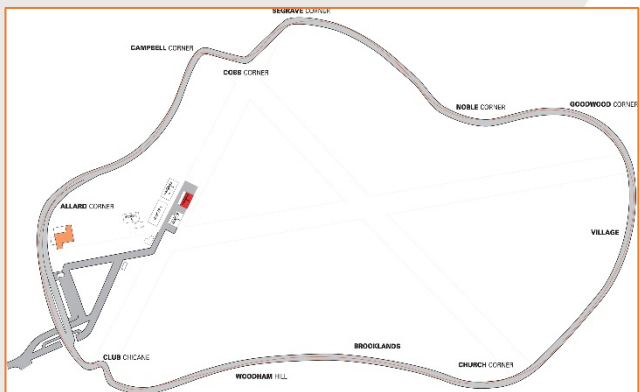 SEGRAVE CORNER
CAMPBELL CORNER
COBB CORNER
NOBLE CORNER
GOODWOOD CORNER
ALLARD CORNER
VILLAGE
BROOKLANDS
CLUB CHICANE
CHURCH CORNER
WOODHAM HILL